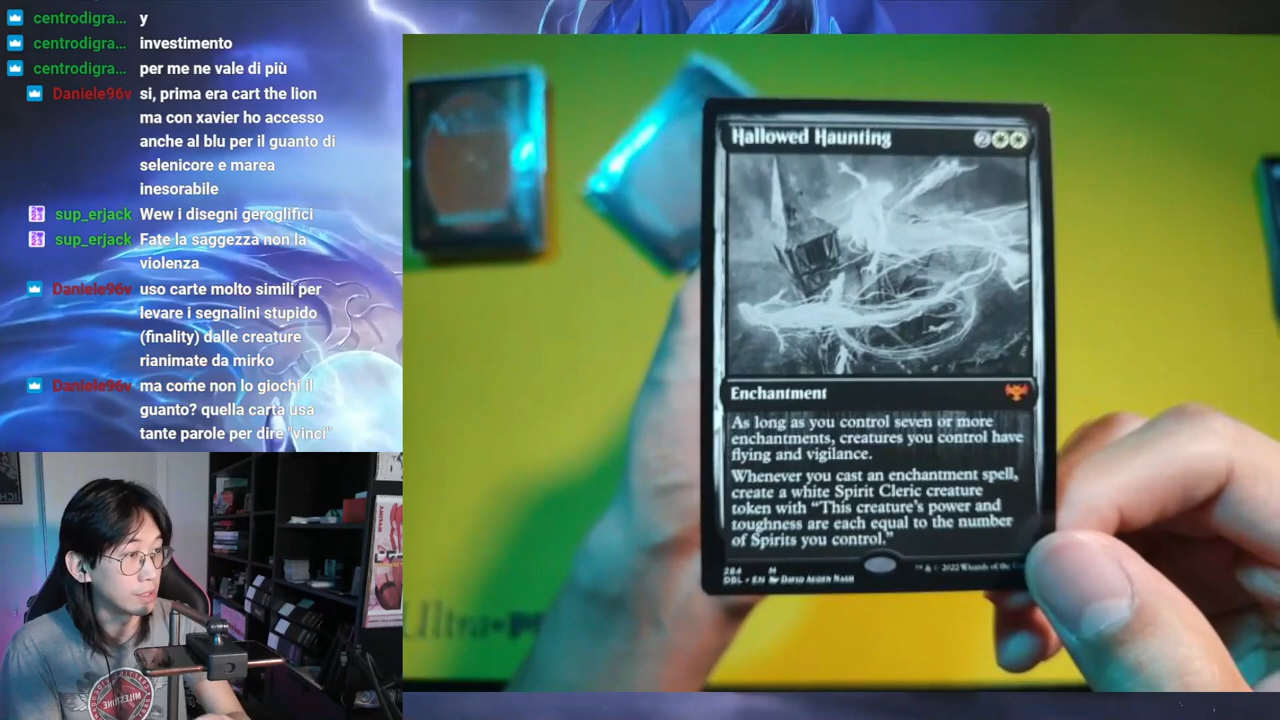 centrodigra... y
centrodigra... investimento
centrodigra... per me ne vale di più
Daniele96v si, prima era cart the lion
ma con xavier ho accesso
anche al blu per il guanto di
selenicore e marea
inesorabile
sup_erjack Wew i disegni geroglifici
sup_erjack Fate la saggezza non la
violenza
Daniele96v uso carte molto simili per
levare i segnalini stupido
(finality) dalle creature
rianimate da mirko
Daniele96v ma come non lo giochi il
guanto? quella carta usa
tante parole per dire "vinci"
Hallowed Haunting 2
Enchantment
As long as you control seven or more
enchantments, creatures you control have
flying and vigilance.
Whenever you cast an enchantment spell,
create a white Spirit Cleric creature
token with “This creature's power and
toughness are each equal to the number
of Spirits you control.”
264 M
DBL • EN David Auden Nash
™ & © 2022 Wizards of the
Ultra•p
MILESTONE